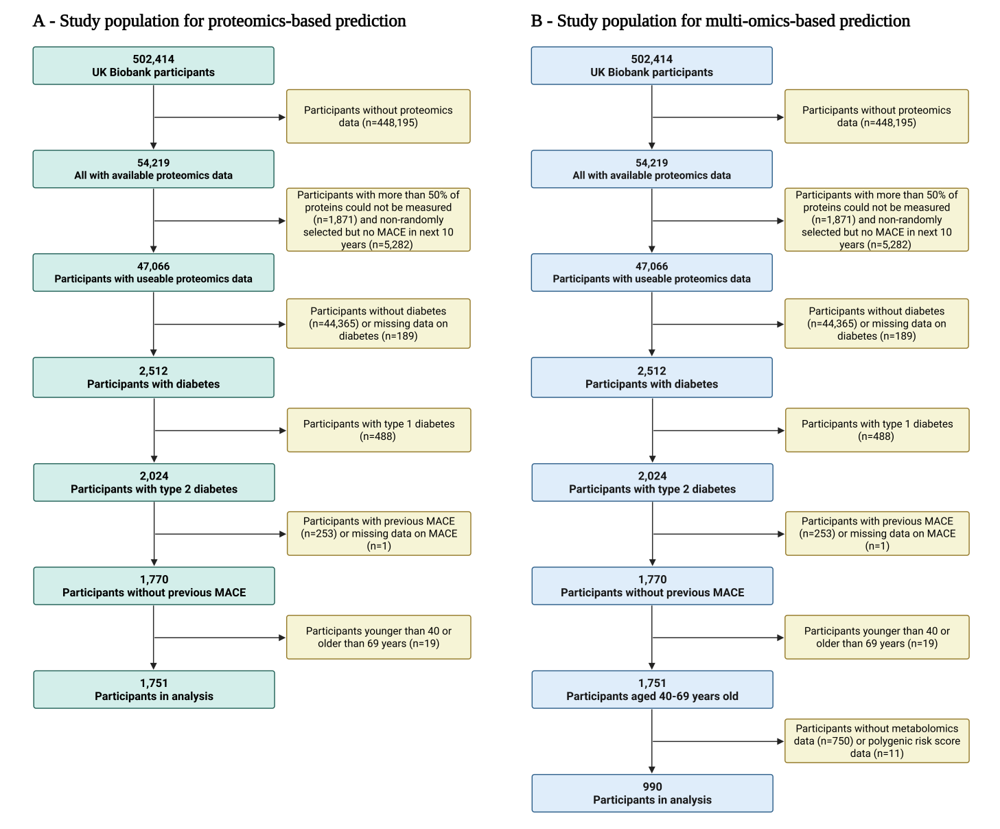 A - Study population for proteomics-based prediction
502,414
UK Biobank participants
Participants without proteomics
data (n=448,195)
54,219
All with available proteomics data
Participants with more than 50% of
proteins could not be measured
(n=1,871) and non-randomly
selected but no MACE in next 10
years (n=5,282)
47,066
Participants with useable proteomics data
Participants without diabetes
(n=44,365) or missing data on
diabetes (n=189)
2,512
Participants with diabetes
Participants with type 1 diabetes
(n=488)
2,024
Participants with type 2 diabetes
Participants with previous MACE
(n=253) or missing data on MACE
(n=1)
1,770
Participants without previous MACE
Participants younger than 40 or
older than 69 years (n=19)
1,751
Participants in analysis
B - Study population for multi-omics-based prediction
502,414
UK Biobank participants
Participants without proteomics
data (n=448,195)
54,219
All with available proteomics data
Participants with more than 50% of
proteins could not be measured
(n=1,871) and non-randomly
selected but no MACE in next 10
years (n=5,282)
47,066
Participants with useable proteomics data
Participants without diabetes
(n=44,365) or missing data on
diabetes (n=189)
2,512
Participants with diabetes
Participants with type 1 diabetes
(n=488)
2,024
Participants with type 2 diabetes
Participants with previous MACE
(n=253) or missing data on MACE
(n=1)
1,770
Participants without previous MACE
Participants younger than 40 or
older than 69 years (n=19)
1,751
Participants aged 40-69 years old
Participants without metabolomics
data (n=750) or polygenic risk score
data (n=11)
990
Participants in analysis